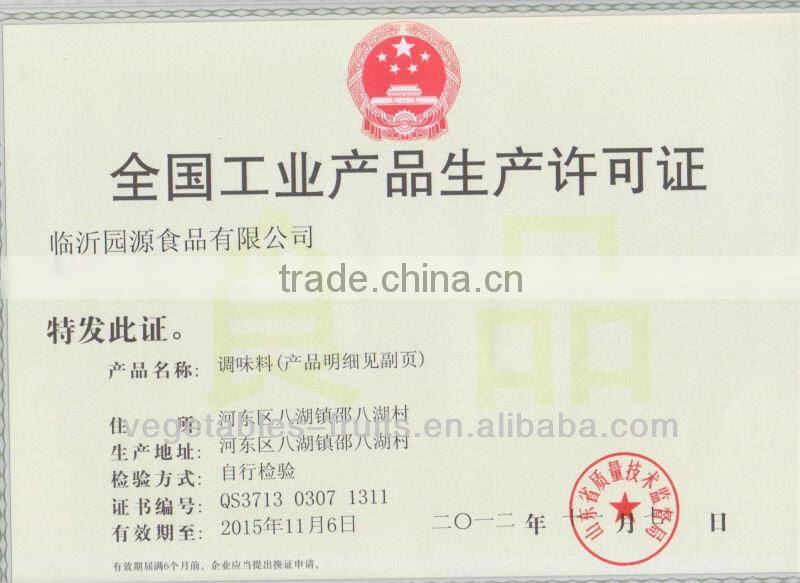 全国工业产品生产许可证
临沂园源食品有限公司
食品
trade.china.cn
特发此证。
产品名称: 调味料(产品明细见副页)
住 所: 河东区八湖镇邵八湖村
vegetables-fruits.en.alibaba.com
生产地址: 河东区八湖镇邵八湖村
检验方式: 自行检验
证书编号: QS3713 0307 1311
有效期至: 2015年11月6日
二〇一二 年 十一 月 七 日
山东省质量技术监督局
有效期届满6个月前，企业应当提出换证申请。